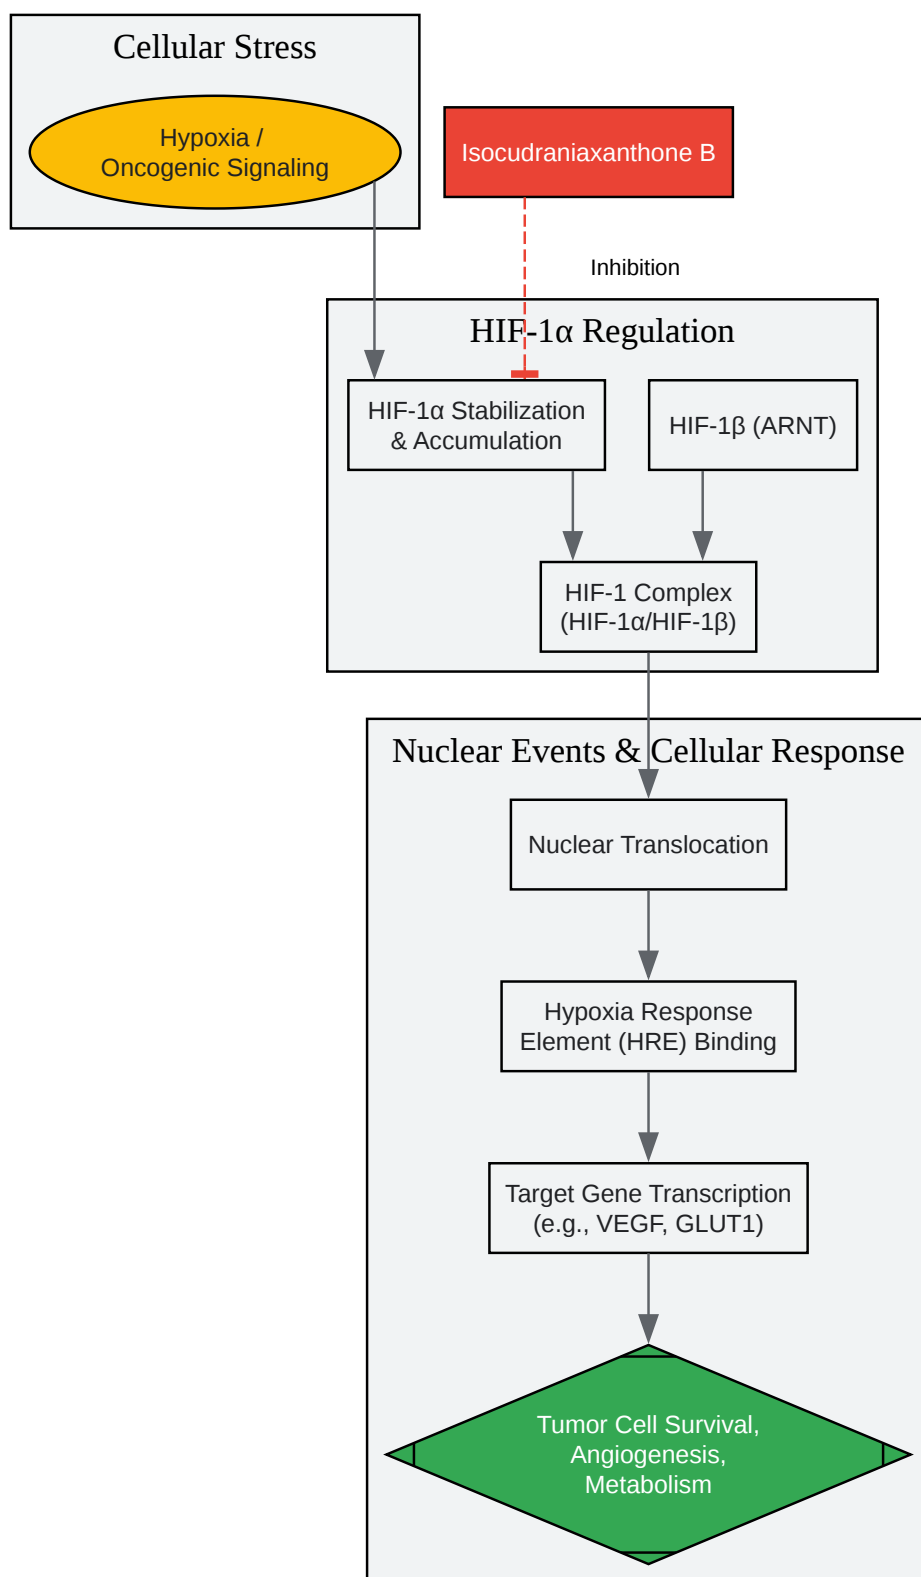 Cellular Stress
Hypoxia /
Oncogenic Signaling
Isocudraniaxanthone B
Inhibition
HIF-1α Regulation
HIF-1α Stabilization
& Accumulation
HIF-1β (ARNT)
HIF-1 Complex
(HIF-1α/HIF-1β)
Nuclear Events & Cellular Response
Nuclear Translocation
Hypoxia Response
Element (HRE) Binding
Target Gene Transcription
(e.g., VEGF, GLUT1)
Tumor Cell Survival,
Angiogenesis,
Metabolism